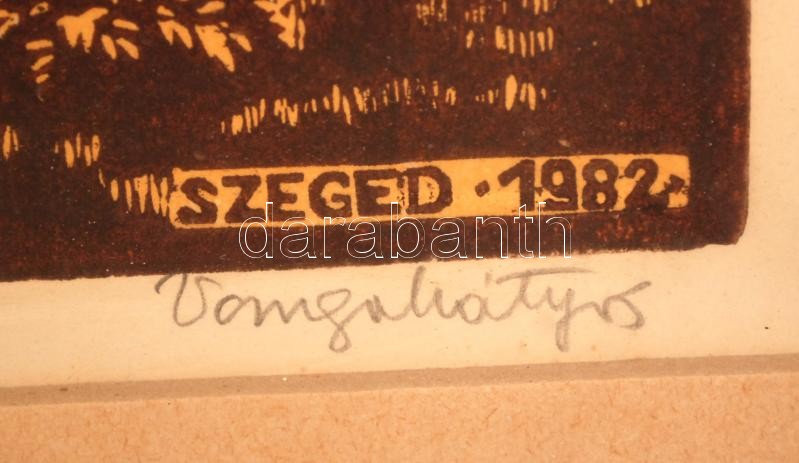 SZEGED · 1982 ·
darabanth
Vangahátyos